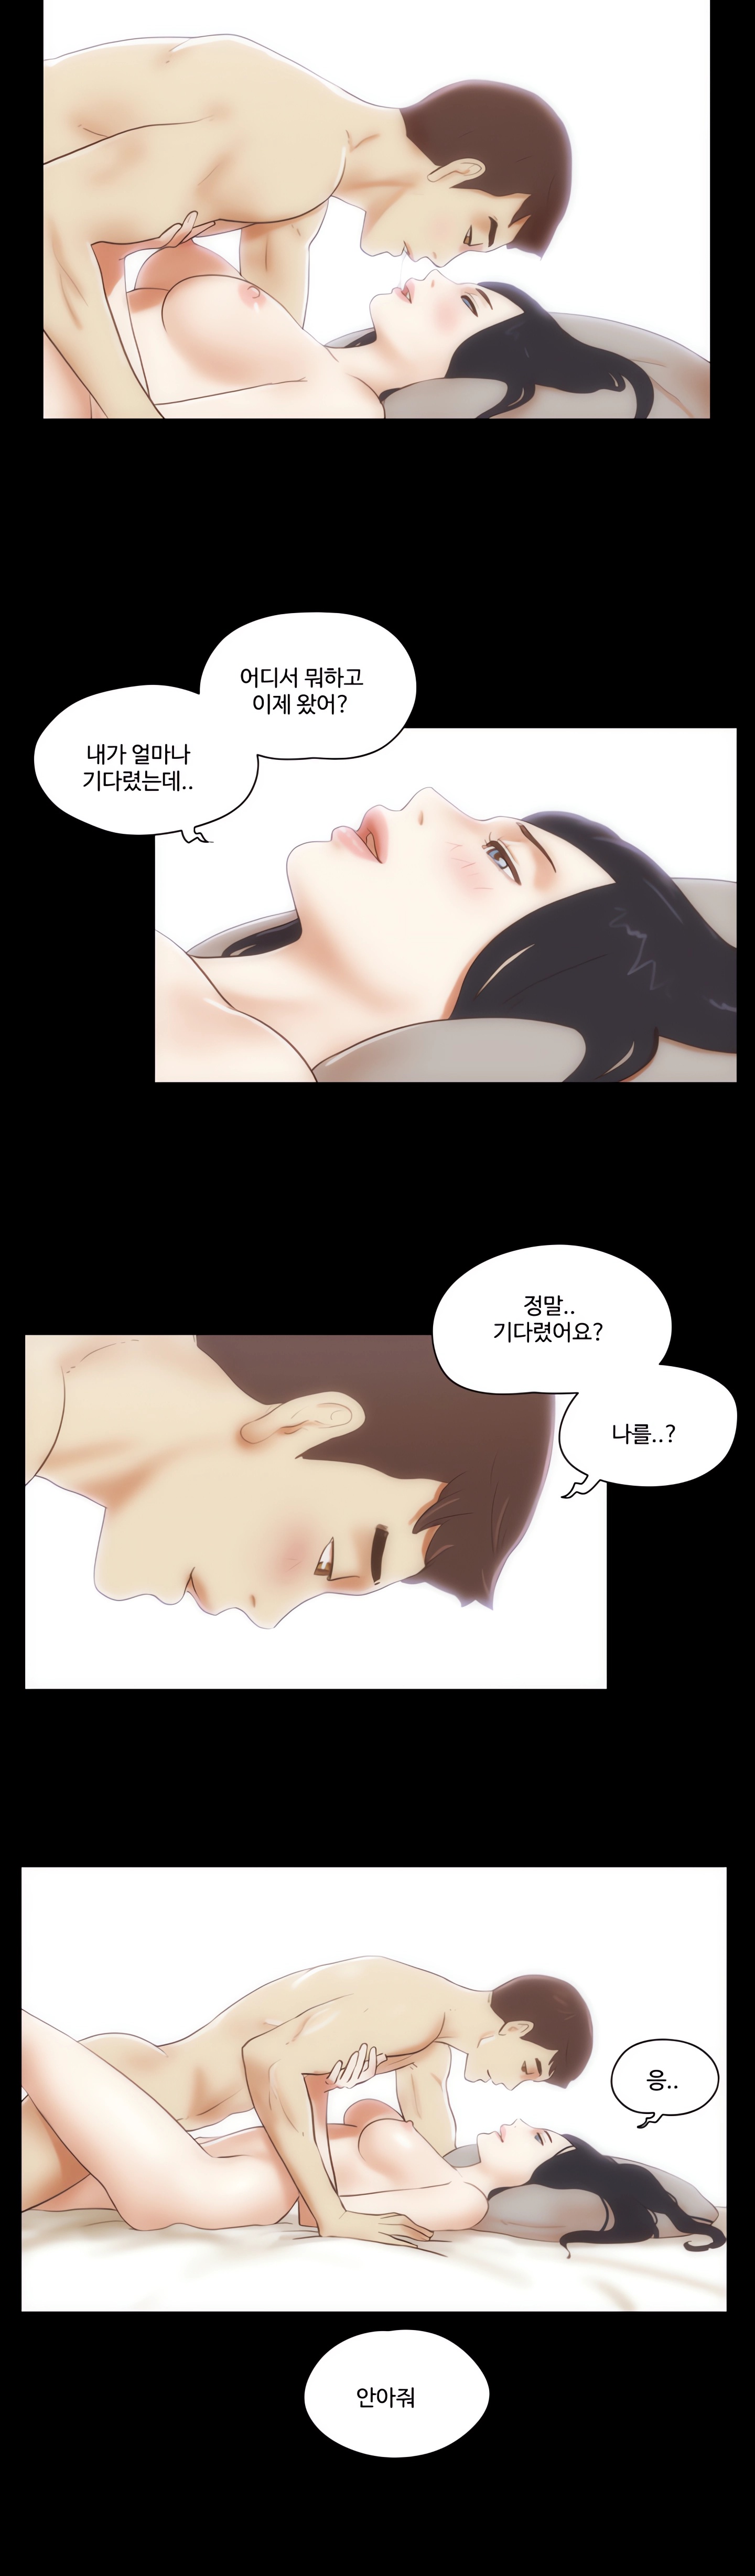 어디서 뭐하고
이제 왔어?
내가 얼마나
기다렸는데..
정말..
기다렸어요?
나를..?
응..
안아줘